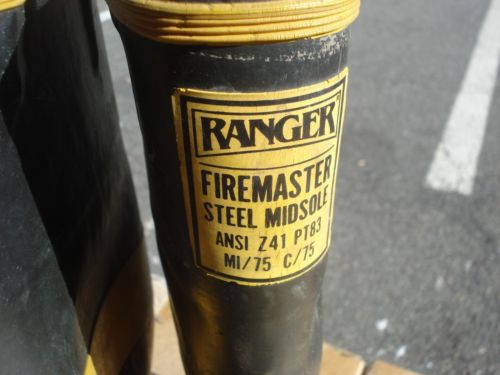 RANGER
FIREMASTER
STEEL MIDSOLE
ANSI Z41 PT83
MI/75 C/75